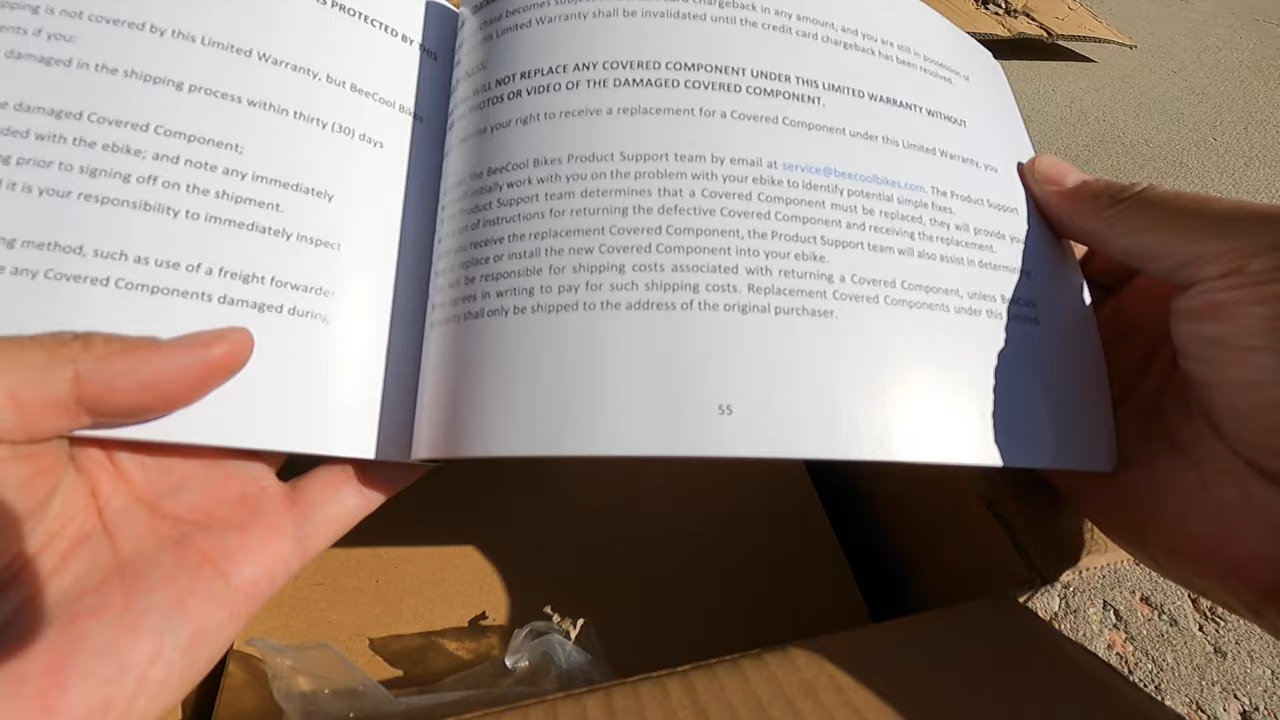 S PROTECTED BY THIS
pping is not covered by this Limited Warranty, but BeeCool Bikes
ents if you:
damaged in the shipping process within thirty (30) days
e damaged Covered Component;
ded with the ebike; and note any immediately
g prior to signing off on the shipment.
it is your responsibility to immediately inspect
ng method, such as use of a freight forwarder
e any Covered Components damaged during
chargeback in any amount, and you are still in possession of
chase becomes
his Limited Warranty shall be invalidated until the credit card chargeback has been resolved.
WILL NOT REPLACE ANY COVERED COMPONENT UNDER THIS LIMITED WARRANTY WITHOUT
OTOS OR VIDEO OF THE DAMAGED COVERED COMPONENT.
your right to receive a replacement for a Covered Component under this Limited Warranty, you
the BeeCool Bikes Product Support team by email at service@beecoolbikes.com. The Product Support
initially work with you on the problem with your ebike to identify potential simple fixes.
Product Support team determines that a Covered Component must be replaced, they will provide you
set of instructions for returning the defective Covered Component and receiving the replacement.
you receive the replacement Covered Component, the Product Support team will also assist in determining
replace or install the new Covered Component into your ebike.
be responsible for shipping costs associated with returning a Covered Component, unless BeeCool
agrees in writing to pay for such shipping costs. Replacement Covered Components under this Limited
shall only be shipped to the address of the original purchaser.
55